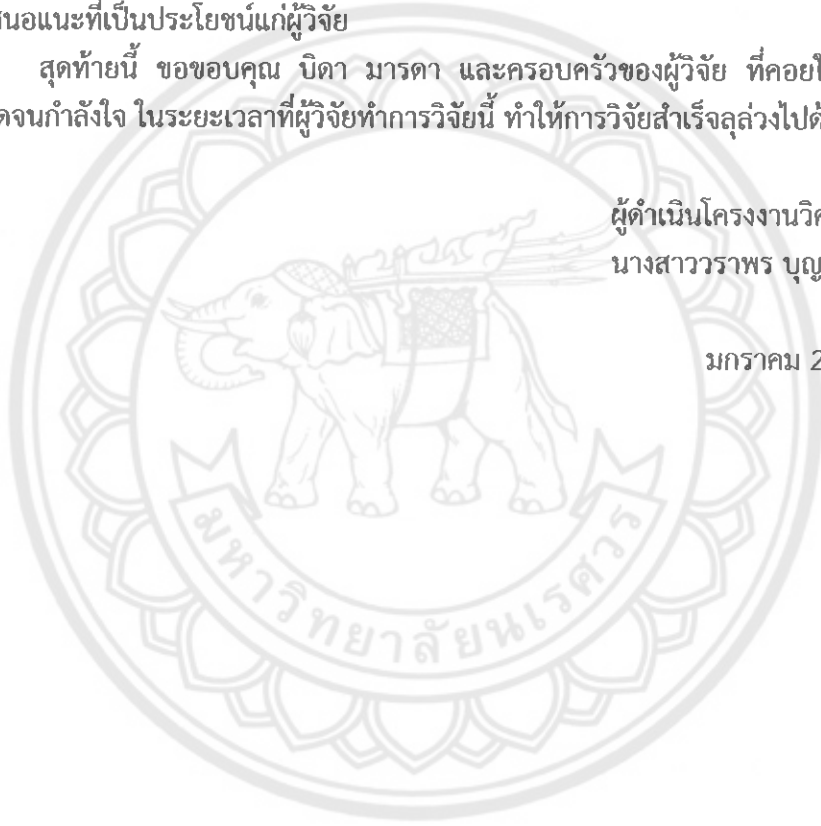 สนอแนะที่เป็นประโยชน์แก่ผู้วิจัย
สุดท้ายนี้ ขอขอบคุณ บิดา มารดา และครอบครัวของผู้วิจัย ที่คอยใ
ดจนกำลังใจ ในระยะเวลาที่ผู้วิจัยทำการวิจัยนี้ ทำให้การวิจัยสำเร็จลุล่วงไปด้
ผู้ดำเนินโครงงานวิศ
นางสาววราพร บุญ
มกราคม 2
มหาวิทยาลัยนเรศวร